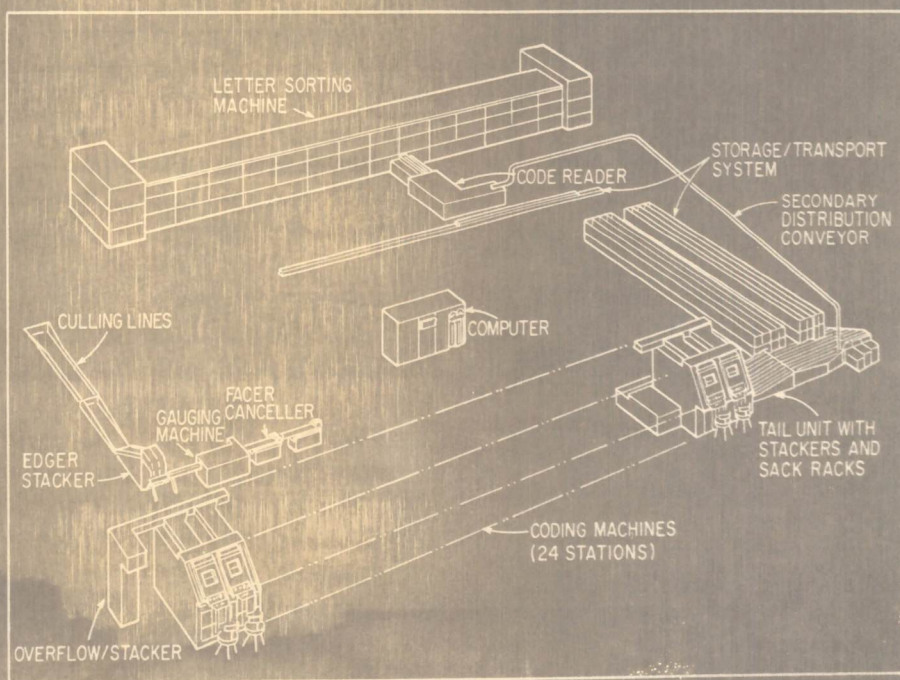 LETTER SORTING
MACHINE
CODE READER
STORAGE/TRANSPORT
SYSTEM
SECONDARY
DISTRIBUTION
CONVEYOR
CULLING LINES
COMPUTER
FACER
CANCELLER
GAUGING
MACHINE
EDGER
STACKER
TAIL UNIT WITH
STACKERS AND
SACK RACKS
CODING MACHINES
(24 STATIONS)
OVERFLOW/STACKER